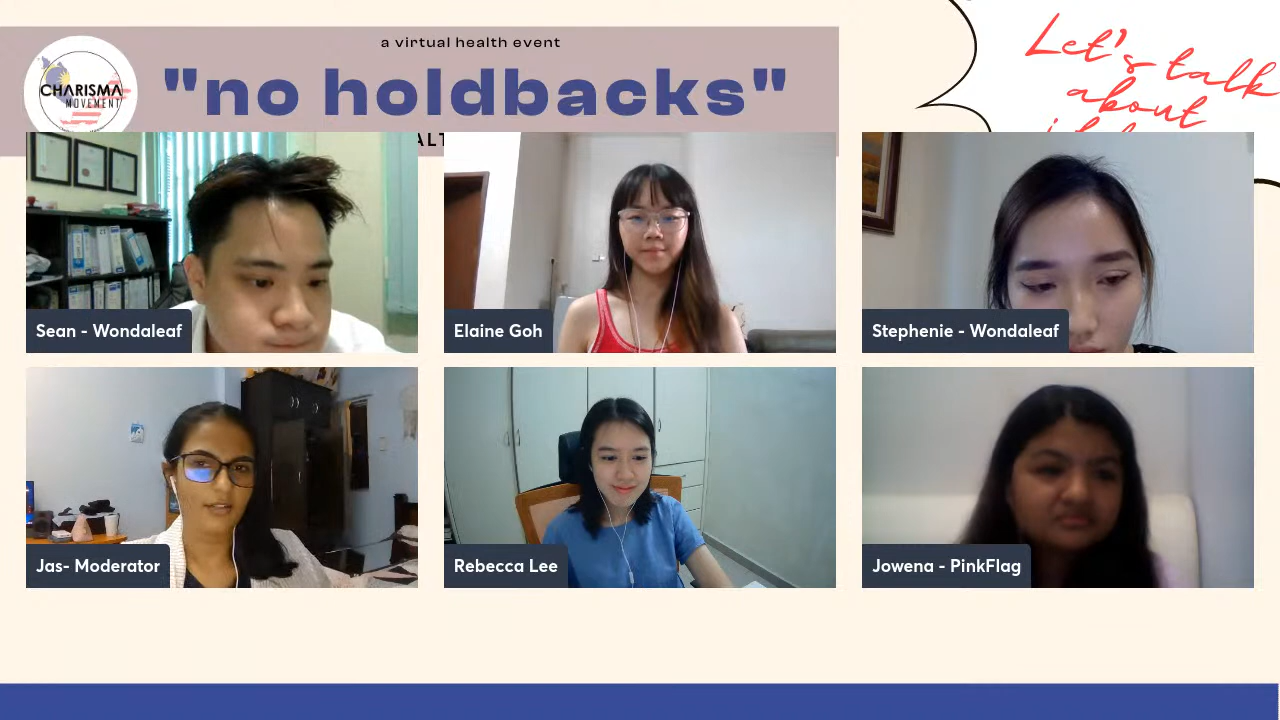 a virtual health event
CHARISMA
MOVEMENT
"no holdbacks"
Let's talk
about
Sean - Wondaleaf
Elaine Goh
Stephenie - Wondaleaf
Jas- Moderator
Rebecca Lee
Jowena - PinkFlag